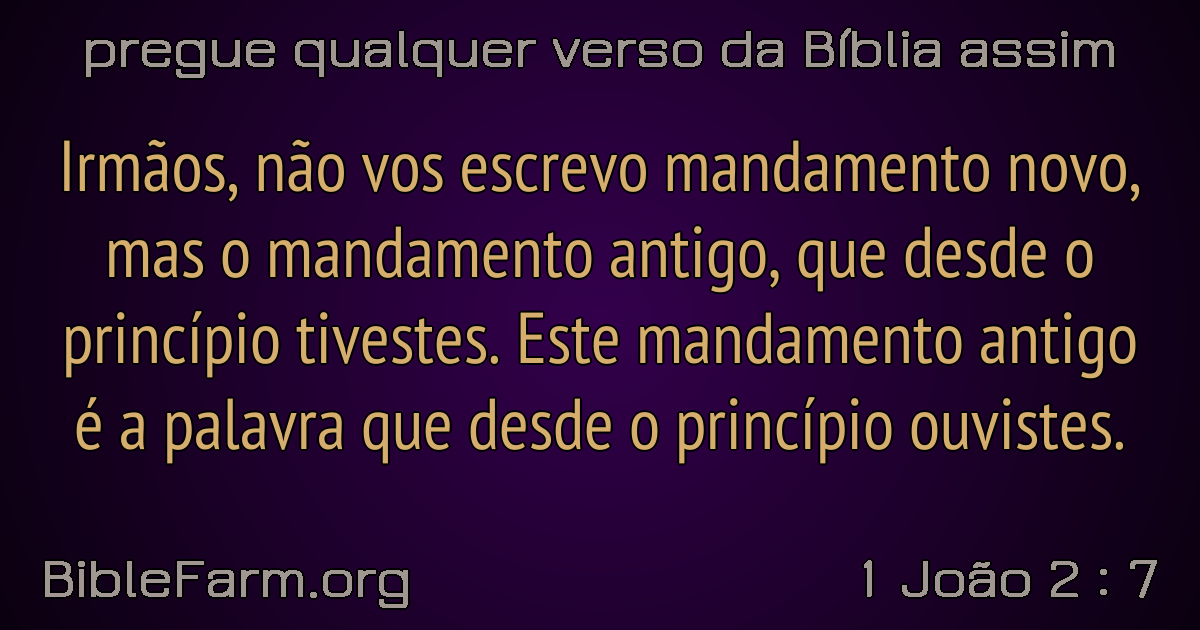 pregue qualquer verso da Bíblia assim
Irmãos, não vos escrevo mandamento novo,
mas o mandamento antigo, que desde o
princípio tivestes. Este mandamento antigo
é a palavra que desde o princípio ouvistes.
BibleFarm.org
1 João 2 : 7